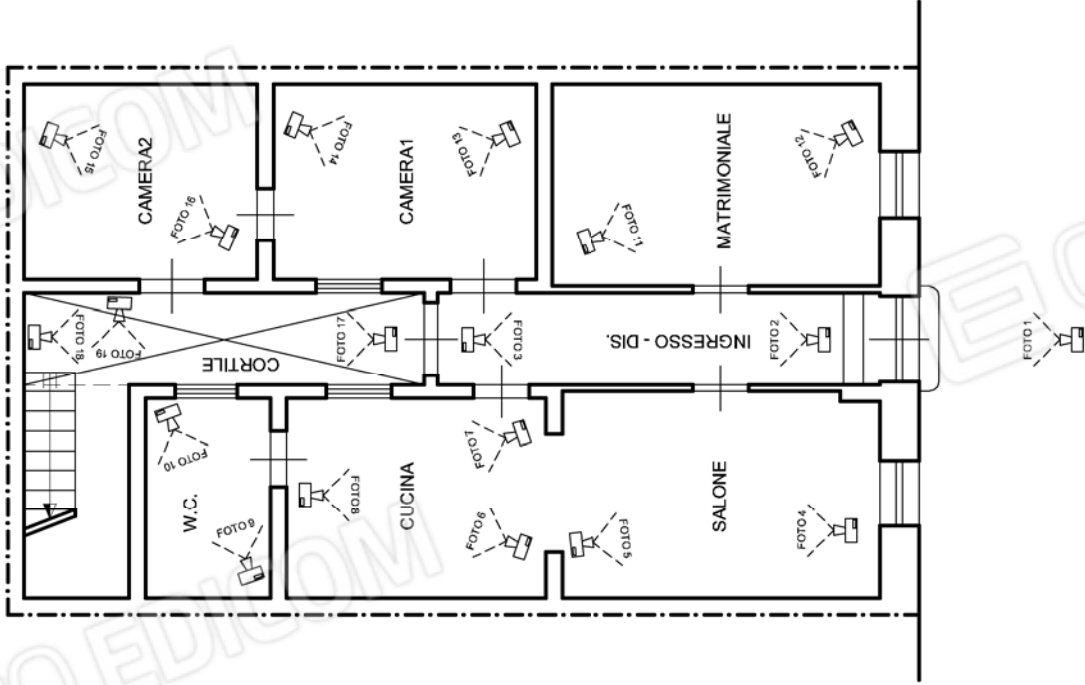 FOTO 15
CAMERA2
FOTO 16
FOTO 14
CAMERA1
FOTO 13
FOTO 11
MATRIMONIALE
FOTO 12
FOTO 18
FOTO 19
CORTILE
FOTO 17
FOTO 3
INGRESSO - DIS.
FOTO 2
FOTO 1
FOTO 10
W.C.
FOTO 9
FOTO 8
CUCINA
FOTO 7
FOTO 6
FOTO 5
SALONE
FOTO 4
EDICOM
EDICOM